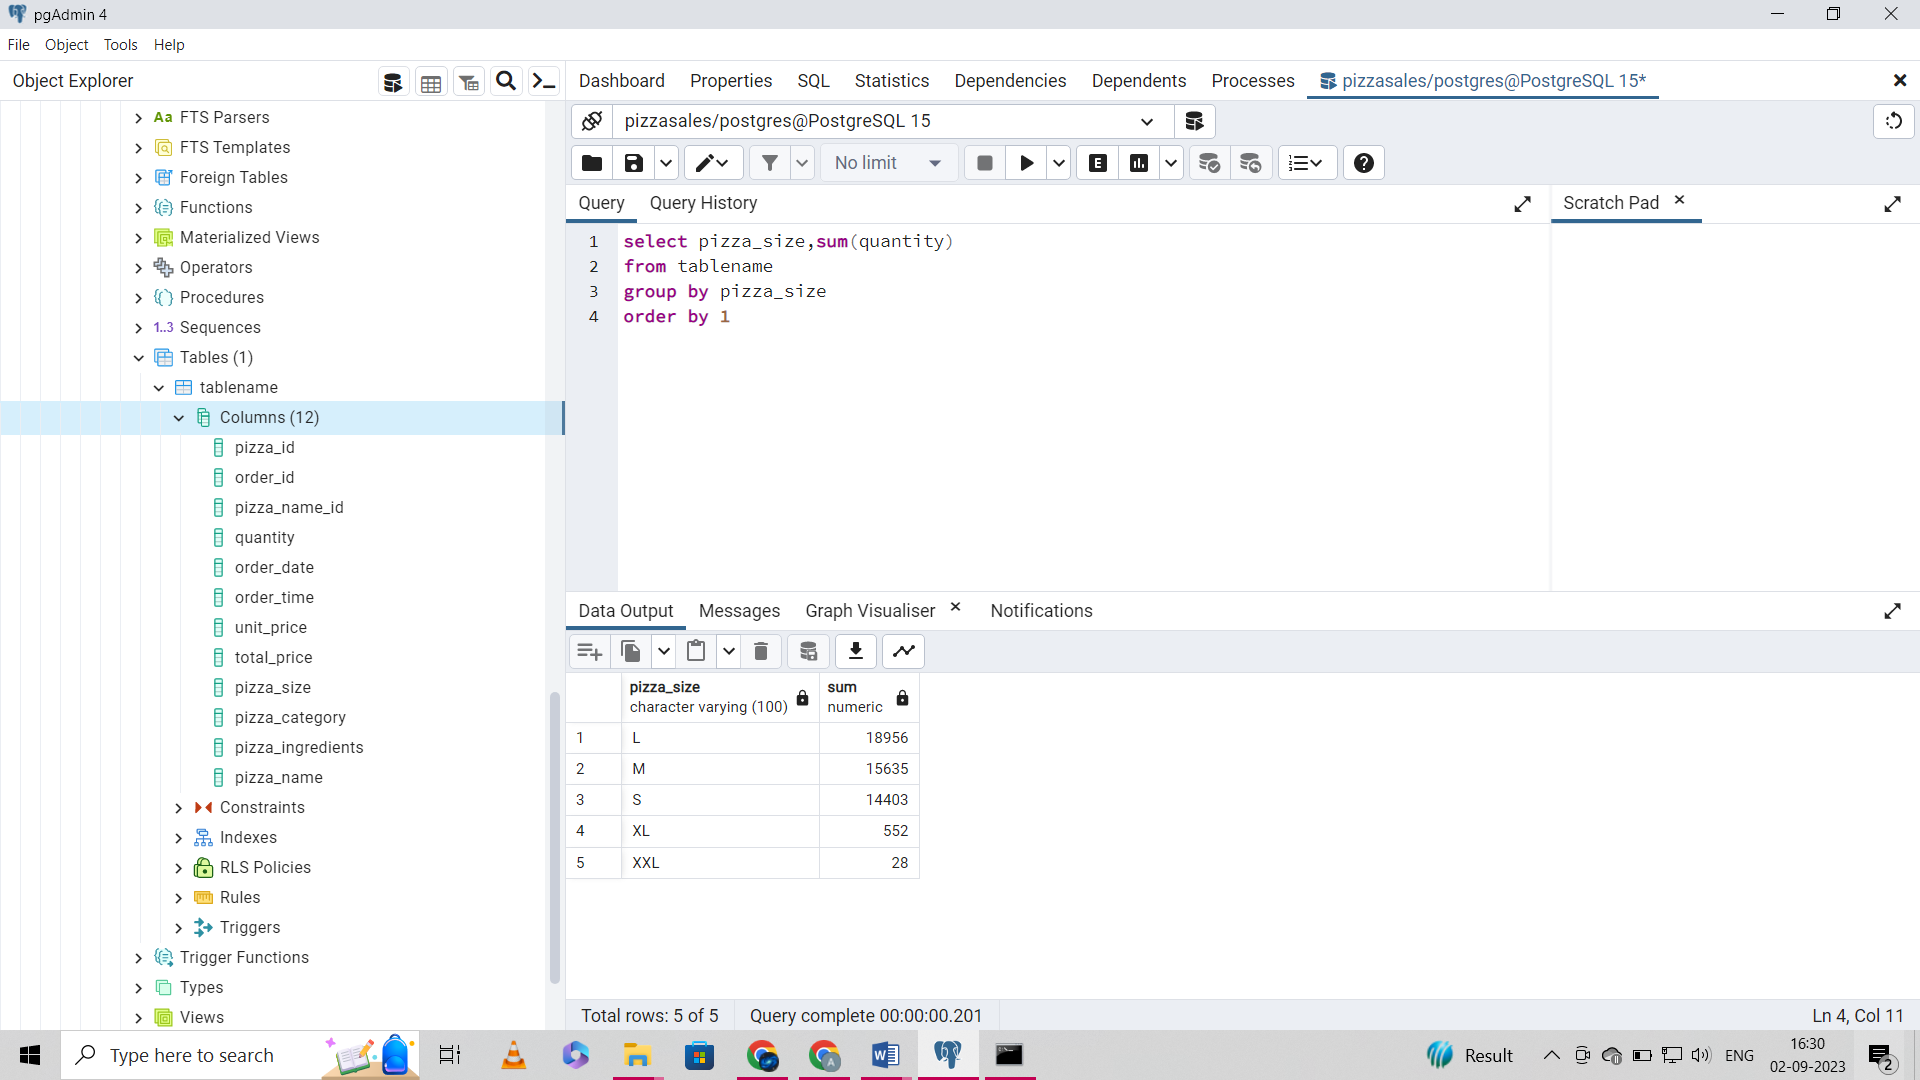 pgAdmin 4
File Object Tools Help
Object Explorer
Dashboard Properties SQL Statistics Dependencies Dependents Processes pizzasales/postgres@PostgreSQL 15*
pizzasales/postgres@PostgreSQL 15
No limit
E
Query Query History
Scratch Pad
1 select pizza_size,sum(quantity)
2 from tablename
3 group by pizza_size
4 order by 1
Aa FTS Parsers
FTS Templates
Foreign Tables
Functions
Materialized Views
Operators
Procedures
1..3 Sequences
Tables (1)
tablename
Columns (12)
pizza_id
order_id
pizza_name_id
quantity
order_date
order_time
unit_price
total_price
pizza_size
pizza_category
pizza_ingredients
pizza_name
Constraints
Indexes
RLS Policies
Rules
Triggers
Trigger Functions
Types
Views
Data Output Messages Graph Visualiser Notifications
pizza_size sum
character varying (100) numeric
1 L 18956
2 M 15635
3 S 14403
4 XL 552
5 XXL 28
Total rows: 5 of 5 Query complete 00:00:00.201 Ln 4, Col 11
Type here to search
A
W
Result
ENG
16:30
02-09-2023
2